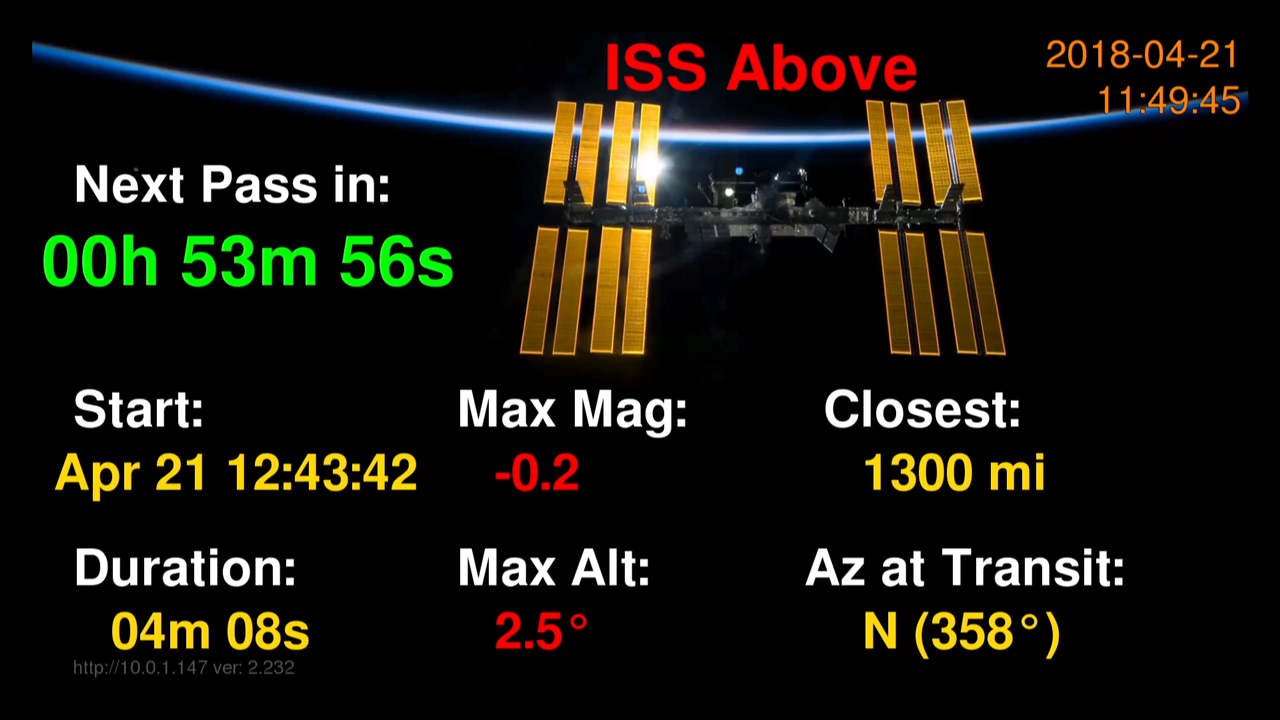 ISS Above
2018-04-21
11:49:45
Next Pass in:
00h 53m 56s
Start:
Max Mag:
Closest:
Apr 21 12:43:42
-0.2
1300 mi
Duration:
Max Alt:
Az at Transit:
04m 08s
2.5°
N (358°)
http://10.0.1.147 ver: 2.232